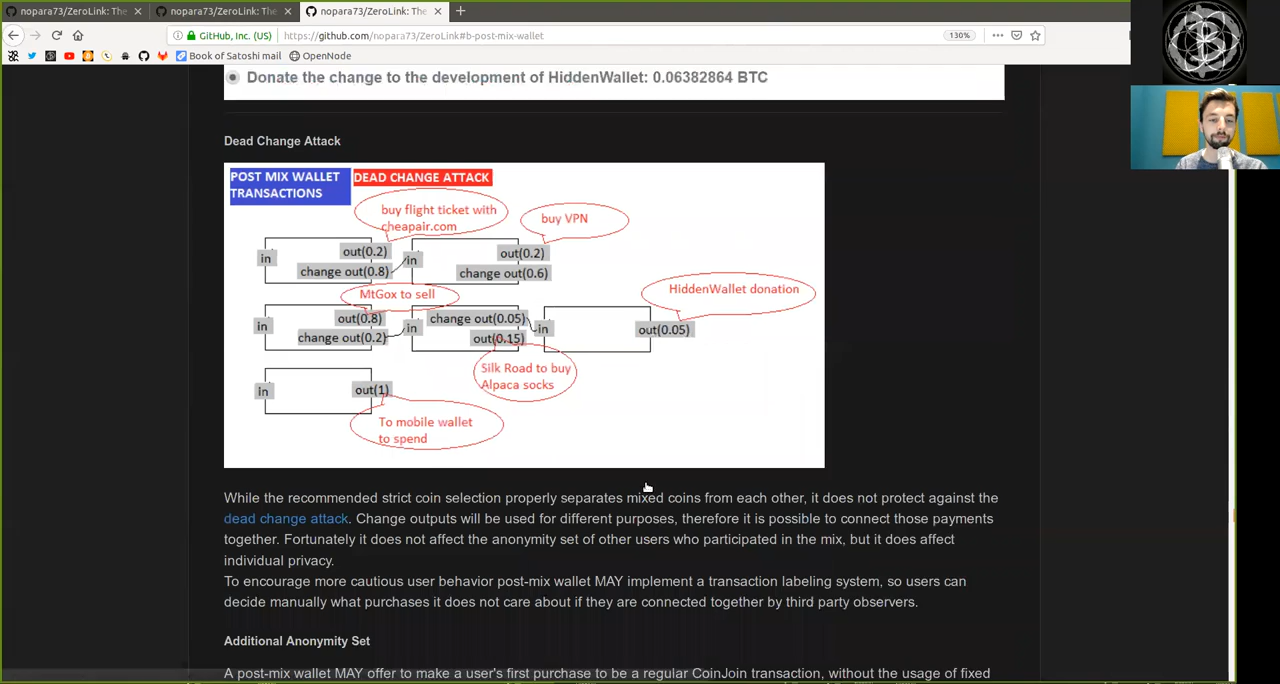 nopara73/ZeroLink: The
nopara73/ZeroLink: The
nopara73/ZeroLink: The
GitHub, Inc. (US)
https://github.com/nopara73/ZeroLink#b-post-mix-wallet
130%
Book of Satoshi mail
OpenNode
Donate the change to the development of HiddenWallet: 0.06382864 BTC
Dead Change Attack
POST MIX WALLET
TRANSACTIONS
DEAD CHANGE ATTACK
buy flight ticket with
cheapair.com
buy VPN
in
out(0.2)
change out(0.8)
in
out(0.2)
change out(0.6)
HiddenWallet donation
MtGox to sell
in
out(0.8)
change out(0.2)
in
change out(0.05)
out(0.15)
in
out(0.05)
Silk Road to buy
Alpaca socks
in
out(1)
To mobile wallet
to spend
While the recommended strict coin selection properly separates mixed coins from each other, it does not protect against the
dead change attack. Change outputs will be used for different purposes, therefore it is possible to connect those payments
together. Fortunately it does not affect the anonymity set of other users who participated in the mix, but it does affect
individual privacy.
To encourage more cautious user behavior post-mix wallet MAY implement a transaction labeling system, so users can
decide manually what purchases it does not care about if they are connected together by third party observers.
Additional Anonymity Set
A post-mix wallet MAY offer to make a user's first purchase to be a regular CoinJoin transaction, without the usage of fixed